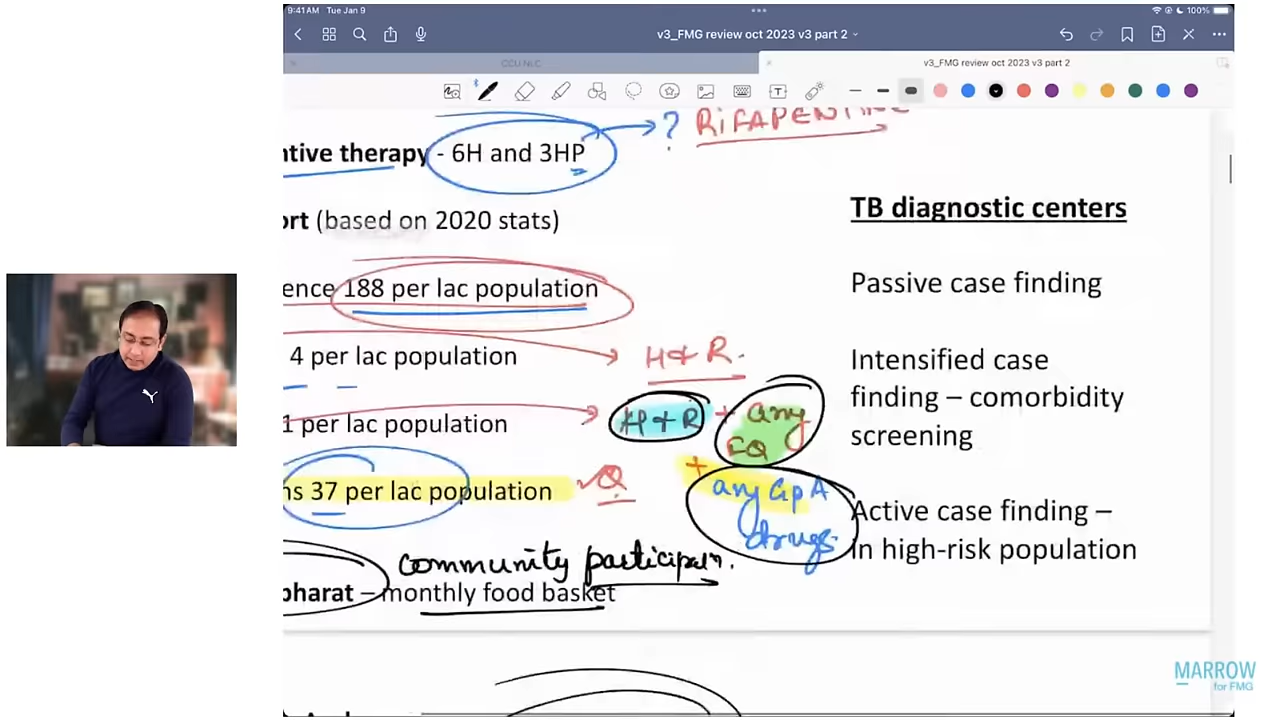 9:41AM Tue Jan 9
100%
v3_FMG review oct 2023 v3 part 2
CCU NLC
v3_FMG review oct 2023 v3 part 2
ntive therapy - 6H and 3HP
? RIFAPENTINE
ort (based on 2020 stats)
ence 188 per lac population
4 per lac population
H + R.
1 per lac population
H + R + any
FQ
ns 37 per lac population
Q
+
any Gp A
drugs
community participan.
bharat – monthly food basket
TB diagnostic centers
Passive case finding
Intensified case
finding – comorbidity
screening
Active case finding –
in high-risk population
MARROW
for FMG